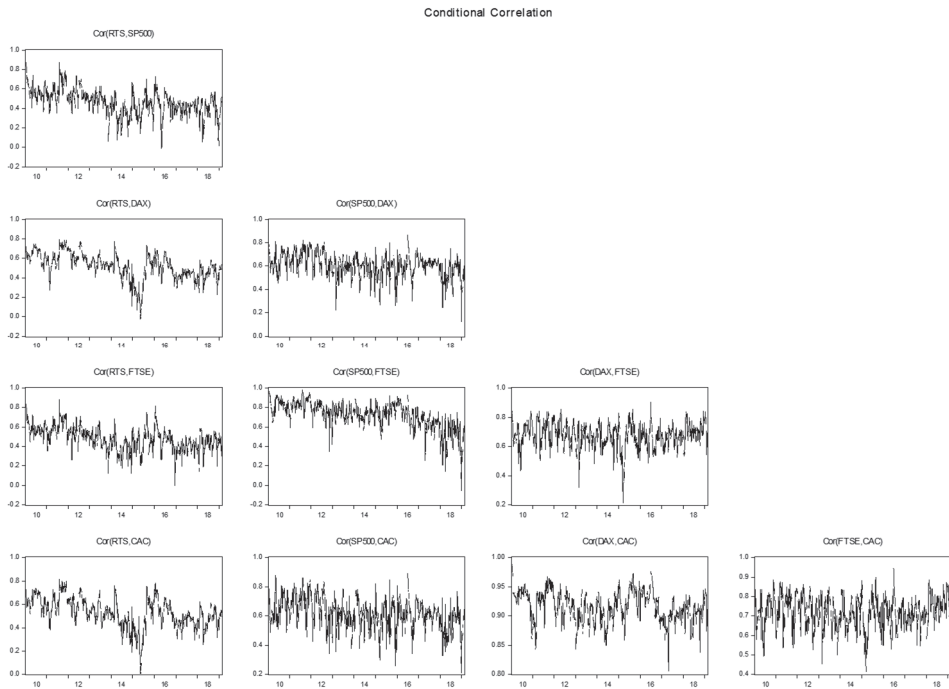 Conditional Correlation
Cor(RTS,SP500)
1.0
0.8
0.6
0.4
0.2
0.0
-0.2
10 12 14 16 18
Cor(RTS,DAX)
1.0
0.8
0.6
0.4
0.2
0.0
-0.2
10 12 14 16 18
Cor(SP500,DAX)
1.0
0.8
0.6
0.4
0.2
0.0
10 12 14 16 18
Cor(RTS,FTSE)
1.0
0.8
0.6
0.4
0.2
0.0
-0.2
10 12 14 16 18
Cor(SP500,FTSE)
1.0
0.8
0.6
0.4
0.2
0.0
-0.2
10 12 14 16 18
Cor(DAX,FTSE)
1.0
0.8
0.6
0.4
0.2
10 12 14 16 18
Cor(RTS,CAC)
1.0
0.8
0.6
0.4
0.2
0.0
10 12 14 16 18
Cor(SP500,CAC)
1.0
0.8
0.6
0.4
0.2
10 12 14 16 18
Cor(DAX,CAC)
1.00
0.95
0.90
0.85
0.80
10 12 14 16 18
Cor(FTSE,CAC)
1.0
0.9
0.8
0.7
0.6
0.5
0.4
10 12 14 16 18